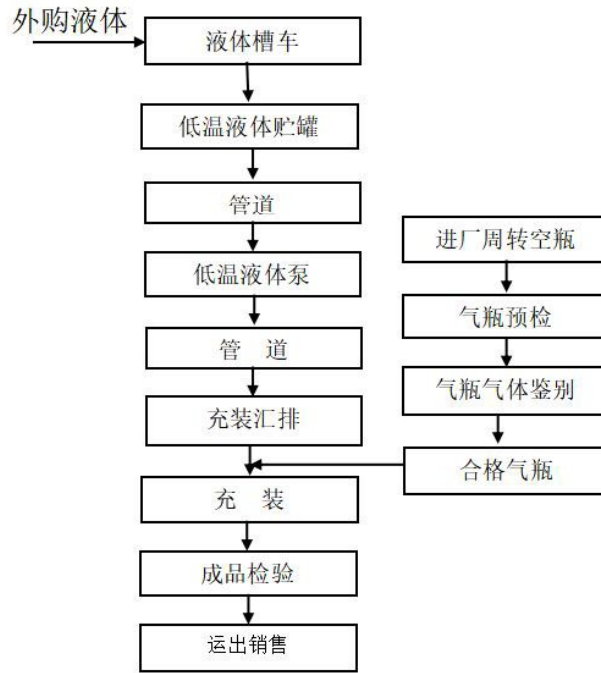 外购液体
液体槽车
低温液体贮罐
管道
进厂周转空瓶
低温液体泵
气瓶预检
管 道
气瓶气体鉴别
充装汇排
合格气瓶
充 装
成品检验
运出销售